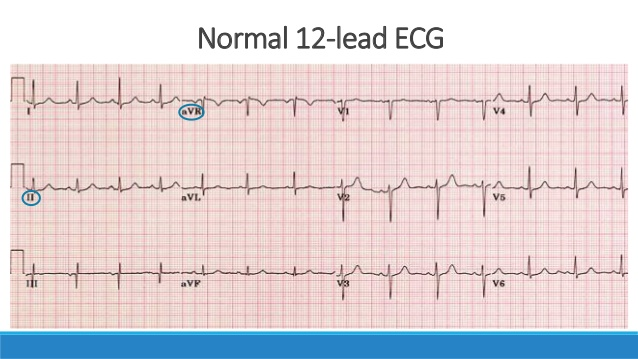 Normal 12-lead ECG
I aVR V1 V4
II aVL V2 V5
III aVF V3 V6